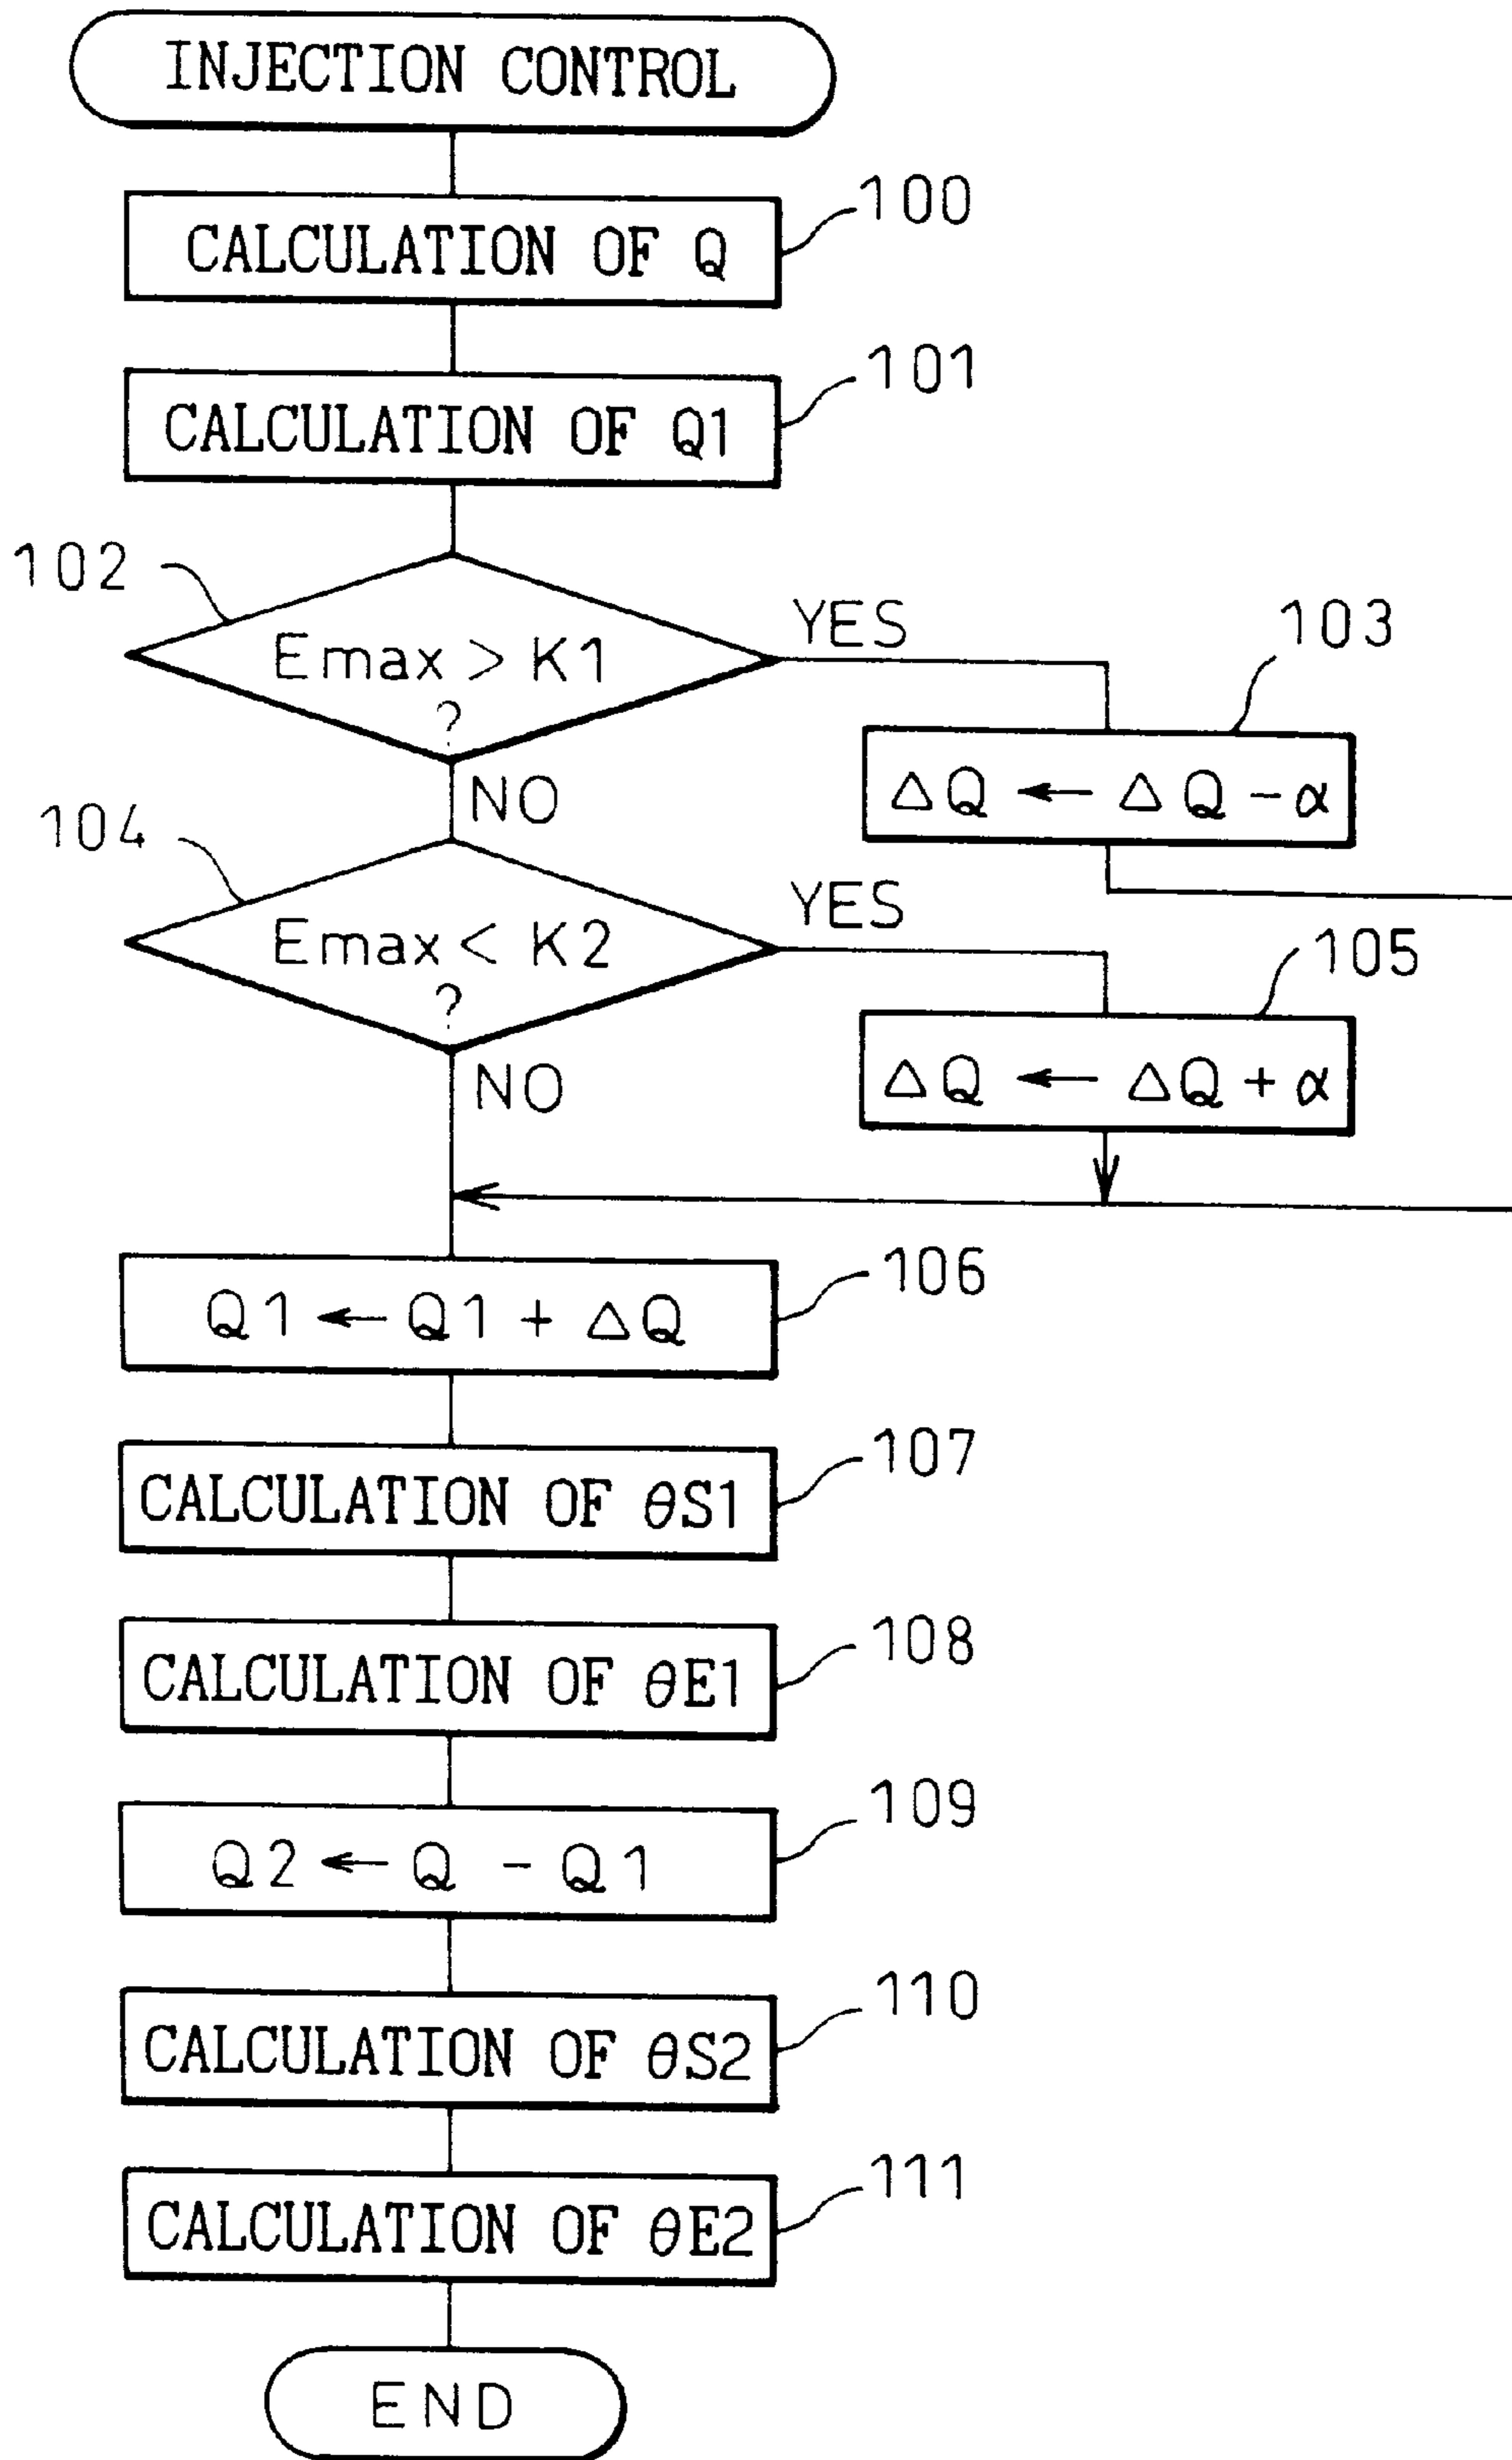 INJECTION CONTROL
100
CALCULATION OF Q
101
CALCULATION OF Q1
102
Emax > K1
?
YES
103
ΔQ ← ΔQ - α
NO
104
Emax < K2
?
YES
105
ΔQ ← ΔQ + α
NO
106
Q1 ← Q1 + ΔQ
107
CALCULATION OF θS1
108
CALCULATION OF θE1
109
Q2 ← Q - Q1
110
CALCULATION OF θS2
111
CALCULATION OF θE2
END